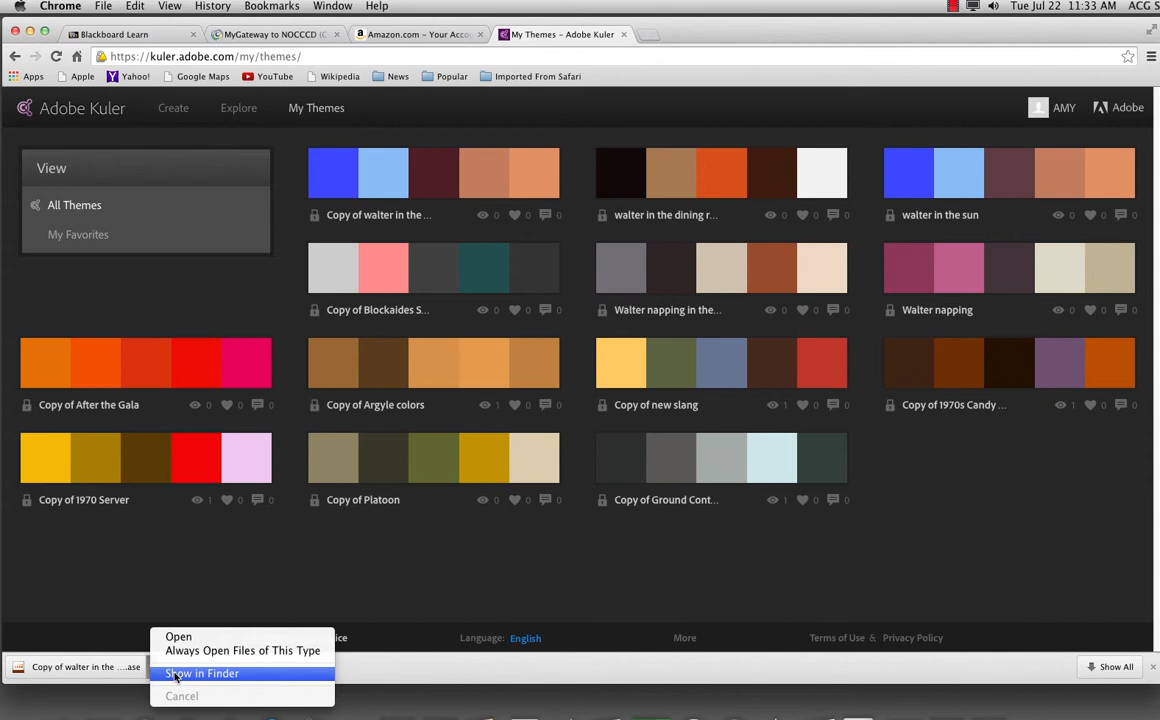 Chrome File Edit View History Bookmarks Window Help Tue Jul 22 11:33 AM ACG S
Blackboard Learn MyGateway to NOCCCD ( Amazon.com – Your Accou My Themes – Adobe Kuler
https://kuler.adobe.com/my/themes/
Apps Apple Yahoo! Google Maps YouTube Wikipedia News Popular Imported From Safari
Adobe Kuler Create Explore My Themes AMY Adobe
View
All Themes
My Favorites
Copy of walter in the ... 0 0 0
walter in the dining r... 0 0 0
walter in the sun 0 0 0
Copy of Blockaides S... 0 0 0
Walter napping in the... 0 0 0
Walter napping 0 0 0
Copy of After the Gala 0 0 0
Copy of Argyle colors 1 0 0
Copy of new slang 1 0 0
Copy of 1970s Candy ... 1 0 0
Copy of 1970 Server 1 0 0
Copy of Platoon 0 0 0
Copy of Ground Cont... 1 0 0
Language: English More Terms of Use & Privacy Policy
Open
Always Open Files of This Type
Show in Finder
Cancel
Copy of walter in the ....ase Show All